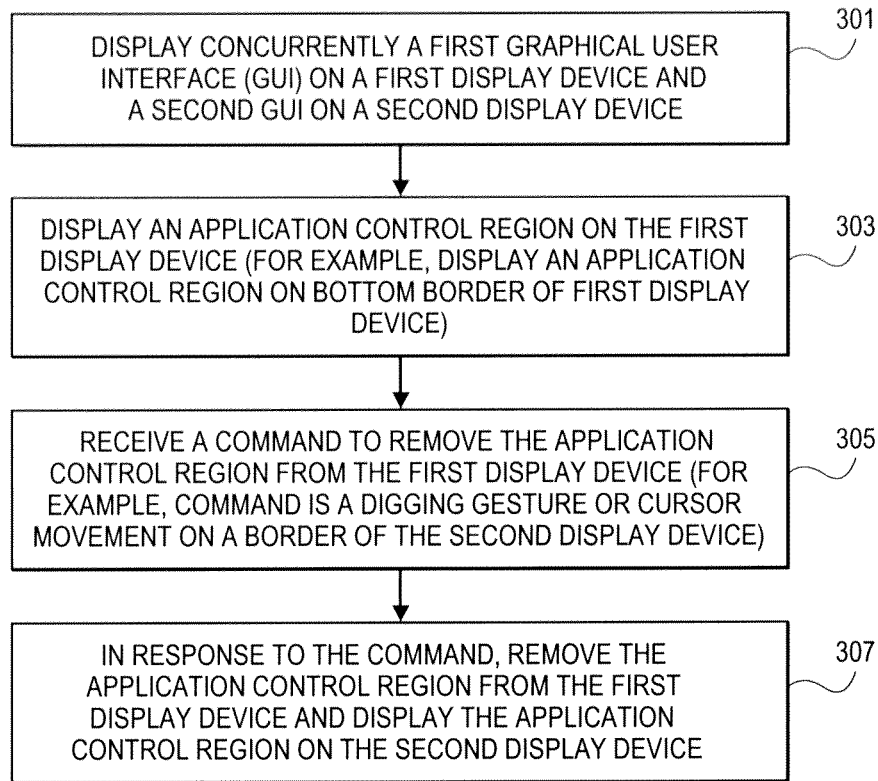 DISPLAY CONCURRENTLY A FIRST GRAPHICAL USER
INTERFACE (GUI) ON A FIRST DISPLAY DEVICE AND
A SECOND GUI ON A SECOND DISPLAY DEVICE
301
DISPLAY AN APPLICATION CONTROL REGION ON THE FIRST
DISPLAY DEVICE (FOR EXAMPLE, DISPLAY AN APPLICATION
CONTROL REGION ON BOTTOM BORDER OF FIRST DISPLAY
DEVICE)
303
RECEIVE A COMMAND TO REMOVE THE APPLICATION
CONTROL REGION FROM THE FIRST DISPLAY DEVICE (FOR
EXAMPLE, COMMAND IS A DIGGING GESTURE OR CURSOR
MOVEMENT ON A BORDER OF THE SECOND DISPLAY DEVICE)
305
IN RESPONSE TO THE COMMAND, REMOVE THE
APPLICATION CONTROL REGION FROM THE FIRST
DISPLAY DEVICE AND DISPLAY THE APPLICATION
CONTROL REGION ON THE SECOND DISPLAY DEVICE
307